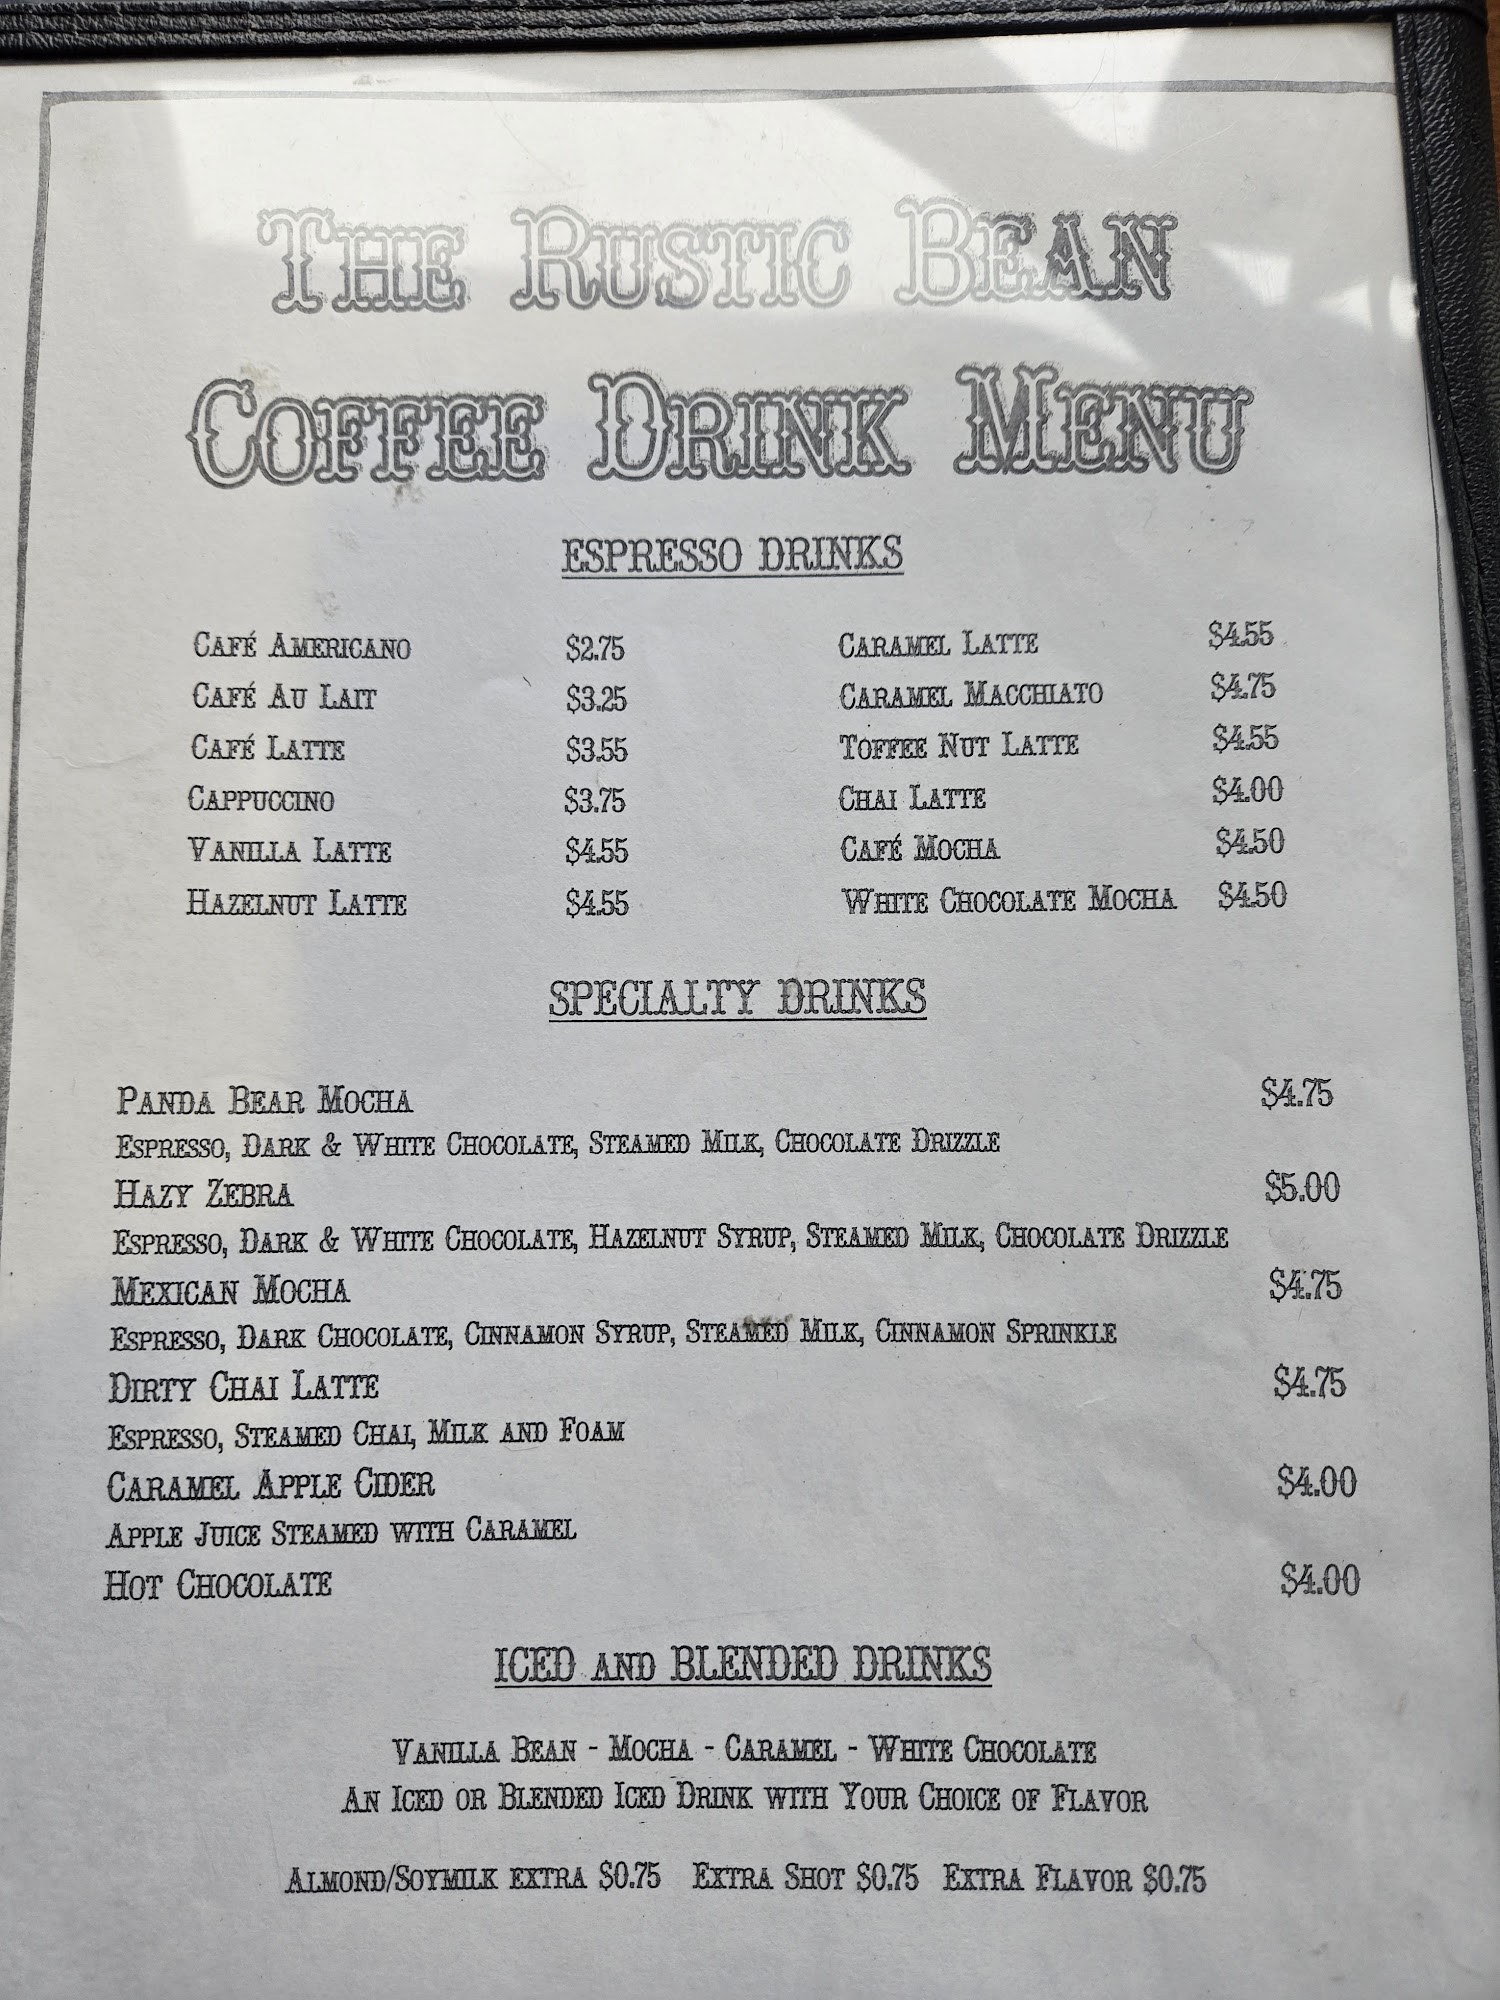 The Rustic Bean
Coffee Drink Menu
ESPRESSO DRINKS
Café Americano $2.75 Caramel Latte $4.55
Café Au Lait $3.25 Caramel Macchiato $4.75
Café Latte $3.55 Toffee Nut Latte $4.55
Cappuccino $3.75 Chai Latte $4.00
Vanilla Latte $4.55 Café Mocha $4.50
Hazelnut Latte $4.55 White Chocolate Mocha $4.50
SPECIALTY DRINKS
Panda Bear Mocha $4.75
Espresso, Dark & White Chocolate, Steamed Milk, Chocolate Drizzle
Hazy Zebra $5.00
Espresso, Dark & White Chocolate, Hazelnut Syrup, Steamed Milk, Chocolate Drizzle
Mexican Mocha $4.75
Espresso, Dark Chocolate, Cinnamon Syrup, Steamed Milk, Cinnamon Sprinkle
Dirty Chai Latte $4.75
Espresso, Steamed Chai, Milk and Foam
Caramel Apple Cider $4.00
Apple Juice Steamed with Caramel
Hot Chocolate $4.00
ICED and BLENDED DRINKS
Vanilla Bean - Mocha - Caramel - White Chocolate
An Iced or Blended Iced Drink with Your Choice of Flavor
Almond/Soymilk extra $0.75 Extra Shot $0.75 Extra Flavor $0.75